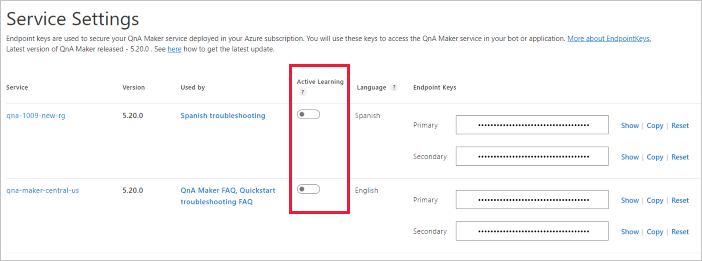 Service Settings
Endpoint keys are used to secure your QnA Maker service deployed in your Azure subscription. You will use these keys to access the QnA Maker service in your bot or application. More about EndpointKeys.
Latest version of QnA Maker released - 5.20.0 . See here how to get the latest update.
Service Version Used by Active Learning ? Language ? Endpoint Keys
qna-1009-new-rg 5.20.0 Spanish troubleshooting Spanish
Primary •••••••••••••••••••••••••••••••••••• Show | Copy | Reset
Secondary •••••••••••••••••••••••••••••••••••• Show | Copy | Reset
qna-maker-central-us 5.20.0 QnA Maker FAQ, Quickstart English
troubleshooting FAQ
Primary •••••••••••••••••••••••••••••••••••• Show | Copy | Reset
Secondary •••••••••••••••••••••••••••••••••••• Show | Copy | Reset